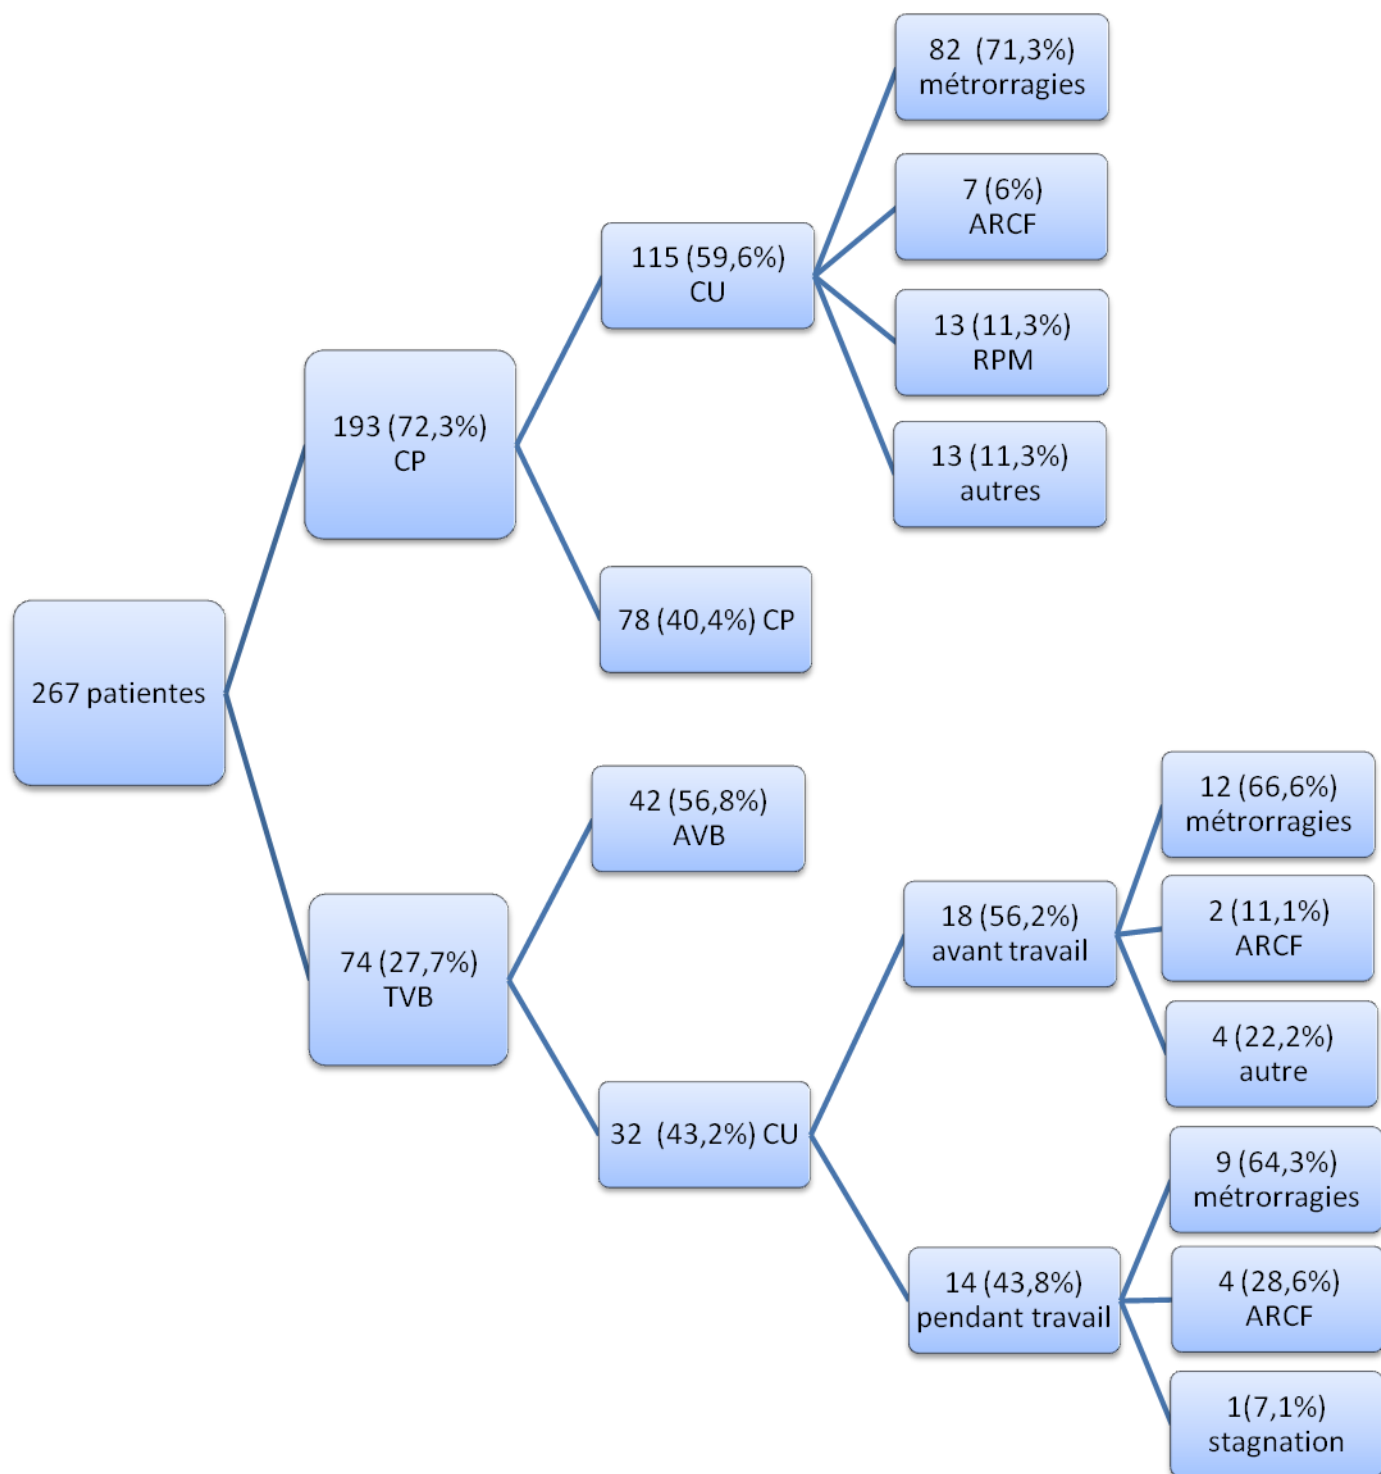 82 (71,3%)
métrorragies
7 (6%)
ARCF
115 (59,6%)
CU
13 (11,3%)
RPM
193 (72,3%)
CP
13 (11,3%)
autres
78 (40,4%) CP
267 patientes
42 (56,8%)
AVB
12 (66,6%)
métrorragies
18 (56,2%)
avant travail
2 (11,1%)
ARCF
74 (27,7%)
TVB
4 (22,2%)
autre
32 (43,2%) CU
9 (64,3%)
métrorragies
14 (43,8%)
pendant travail
4 (28,6%)
ARCF
1(7,1%)
stagnation